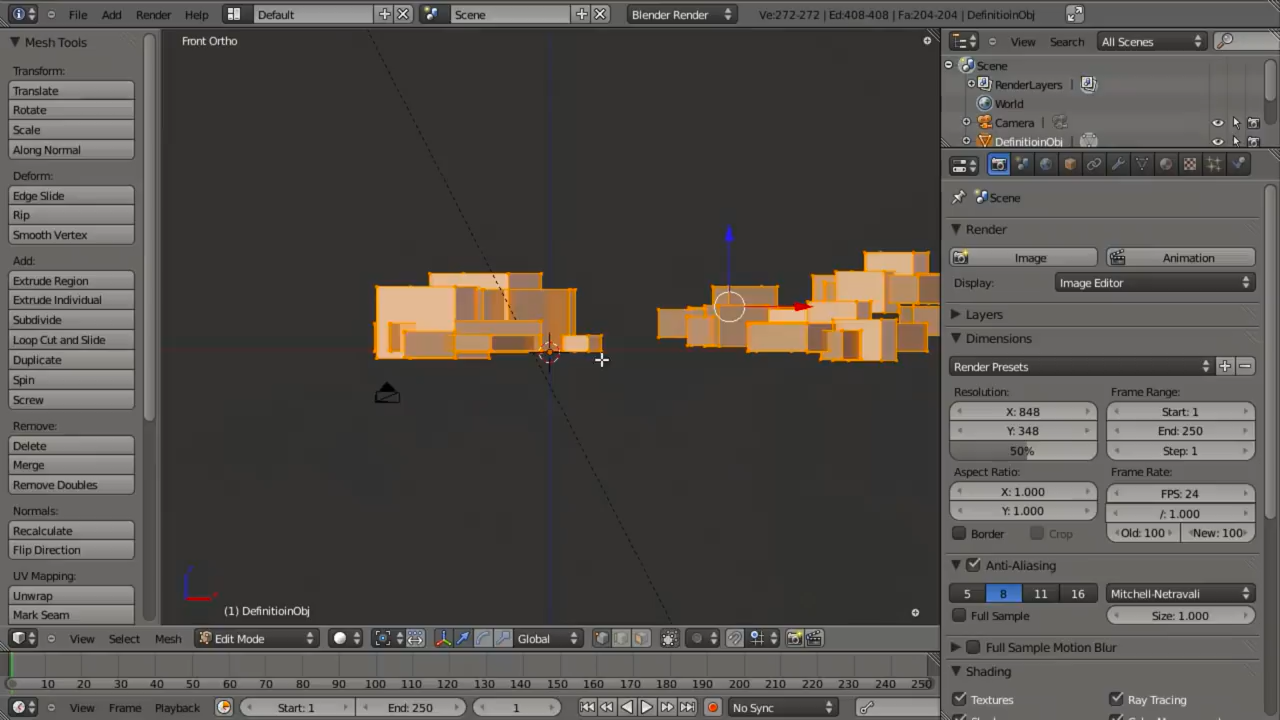 File Add Render Help Default Scene Blender Render Ve:272-272 | Ed:408-408 | Fa:204-204 | DefinitioinObj
Mesh Tools
Transform:
Translate
Rotate
Scale
Along Normal
Deform:
Edge Slide
Rip
Smooth Vertex
Add:
Extrude Region
Extrude Individual
Subdivide
Loop Cut and Slide
Duplicate
Spin
Screw
Remove:
Delete
Merge
Remove Doubles
Normals:
Recalculate
Flip Direction
UV Mapping:
Unwrap
Mark Seam
Front Ortho
(1) DefinitioinObj
View Select Mesh Edit Mode Global
10 20 30 40 50 60 70 80 90 100 110 120 130 140 150 160 170 180 190 200 210 220 230 240 250
View Frame Playback Start: 1 End: 250 1 No Sync
View Search All Scenes
Scene
RenderLayers |
World
Camera |
DefinitioinObj |
Scene
Render
Image Animation
Display: Image Editor
Layers
Dimensions
Render Presets
Resolution: Frame Range:
X: 848 Start: 1
Y: 348 End: 250
50% Step: 1
Aspect Ratio: Frame Rate:
X: 1.000 FPS: 24
Y: 1.000 /: 1.000
Border Crop Old: 100 New: 100
Anti-Aliasing
5 8 11 16 Mitchell-Netravali
Full Sample Size: 1.000
Full Sample Motion Blur
Shading
Textures Ray Tracing